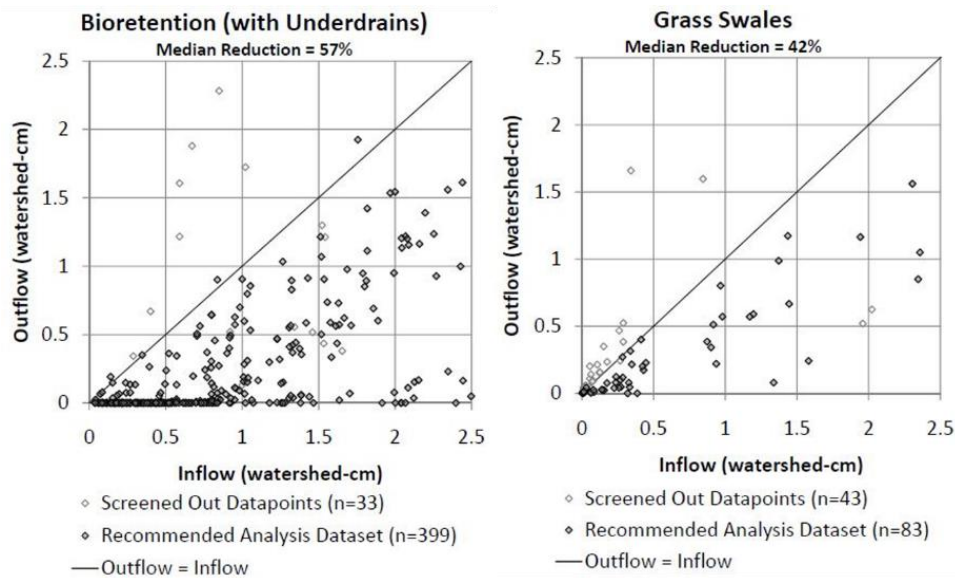 Bioretention (with Underdrains)
Median Reduction = 57%
2.5
2
1.5
1
0.5
0
Outflow (watershed-cm)
0 0.5 1 1.5 2 2.5
Inflow (watershed-cm)
Screened Out Datapoints (n=33)
Recommended Analysis Dataset (n=399)
Outflow = Inflow
Grass Swales
Median Reduction = 42%
2.5
2
1.5
1
0.5
0
Outflow (watershed-cm)
0 0.5 1 1.5 2 2.5
Inflow (watershed-cm)
Screened Out Datapoints (n=43)
Recommended Analysis Dataset (n=83)
Outflow = Inflow